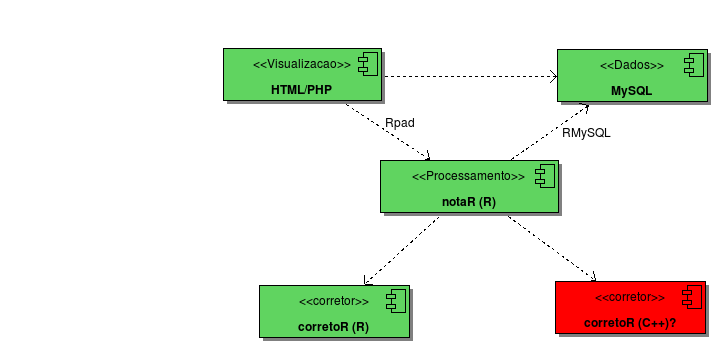 <<Visualizacao>>
HTML/PHP
<<Dados>>
MySQL
Rpad
RMySQL
<<Processamento>>
notaR (R)
<<corretor>>
corretoR (R)
<<corretor>>
corretoR (C++)?